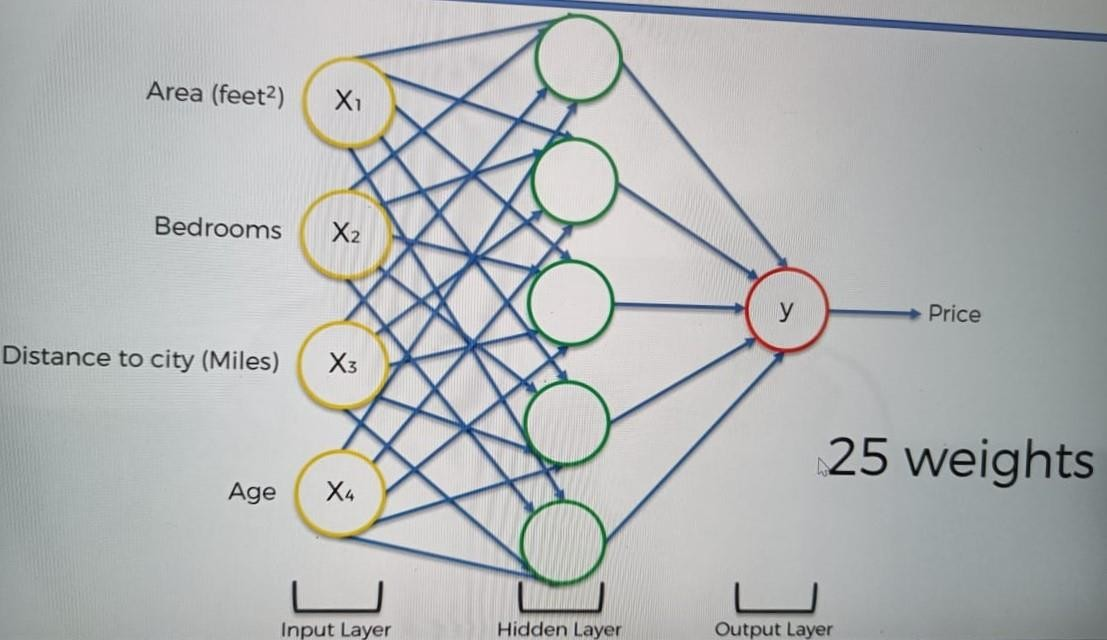 Area (feet²)
X₁
Bedrooms
X₂
Distance to city (Miles)
X₃
Age
X₄
y
Price
25 weights
Input Layer
Hidden Layer
Output Layer